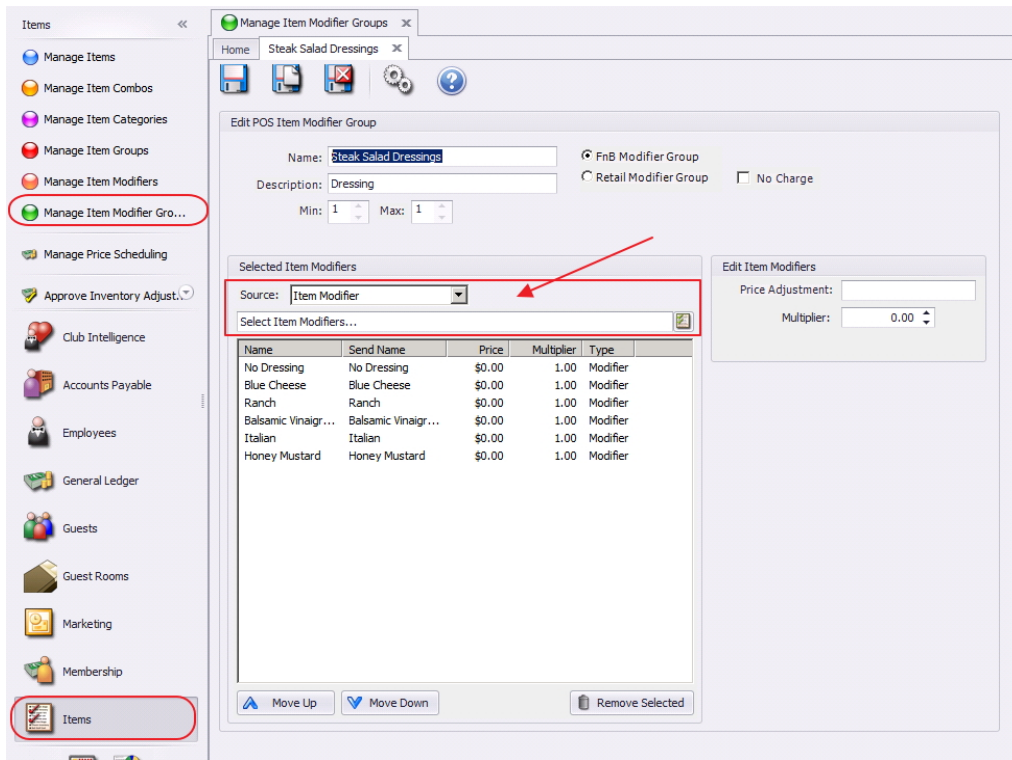 Items «
Manage Items
Manage Item Combos
Manage Item Categories
Manage Item Groups
Manage Item Modifiers
Manage Item Modifier Gro...
Manage Price Scheduling
Approve Inventory Adjust...
Club Intelligence
Accounts Payable
Employees
General Ledger
Guests
Guest Rooms
Marketing
Membership
Items
Manage Item Modifier Groups x
Home Steak Salad Dressings x
Edit POS Item Modifier Group
Name: Steak Salad Dressings
FnB Modifier Group
Description: Dressing
Retail Modifier Group No Charge
Min: 1 Max: 1
Selected Item Modifiers
Source: Item Modifier
Select Item Modifiers...
Name Send Name Price Multiplier Type
No Dressing No Dressing $0.00 1.00 Modifier
Blue Cheese Blue Cheese $0.00 1.00 Modifier
Ranch Ranch $0.00 1.00 Modifier
Balsamic Vinaigr... Balsamic Vinaigr... $0.00 1.00 Modifier
Italian Italian $0.00 1.00 Modifier
Honey Mustard Honey Mustard $0.00 1.00 Modifier
Move Up Move Down Remove Selected
Edit Item Modifiers
Price Adjustment:
Multiplier: 0.00